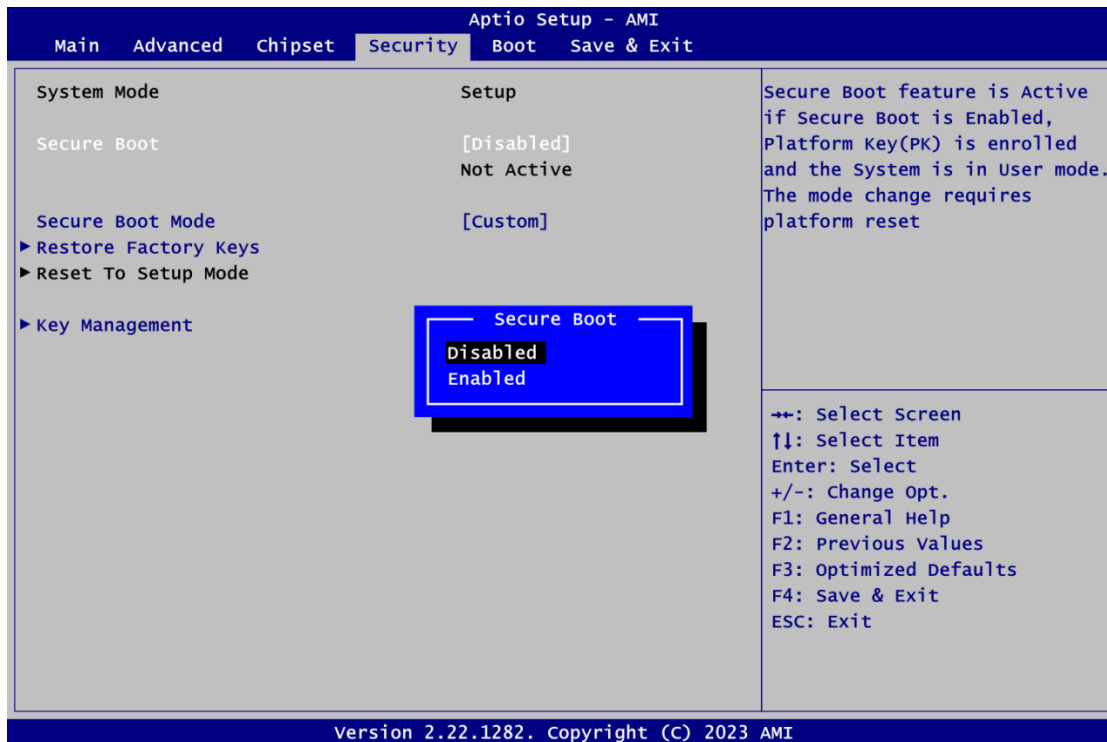 Aptio Setup – AMI
Main Advanced Chipset Security Boot Save & Exit
System Mode Setup
Secure Boot [Disabled]
Not Active
Secure Boot Mode [Custom]
▶ Restore Factory Keys
▶ Reset To Setup Mode
▶ Key Management
Secure Boot
Disabled
Enabled
Secure Boot feature is Active
if Secure Boot is Enabled,
Platform Key(PK) is enrolled
and the System is in User mode.
The mode change requires
platform reset
→←: Select Screen
↑↓: Select Item
Enter: Select
+/-: Change Opt.
F1: General Help
F2: Previous Values
F3: Optimized Defaults
F4: Save & Exit
ESC: Exit
Version 2.22.1282. Copyright (C) 2023 AMI